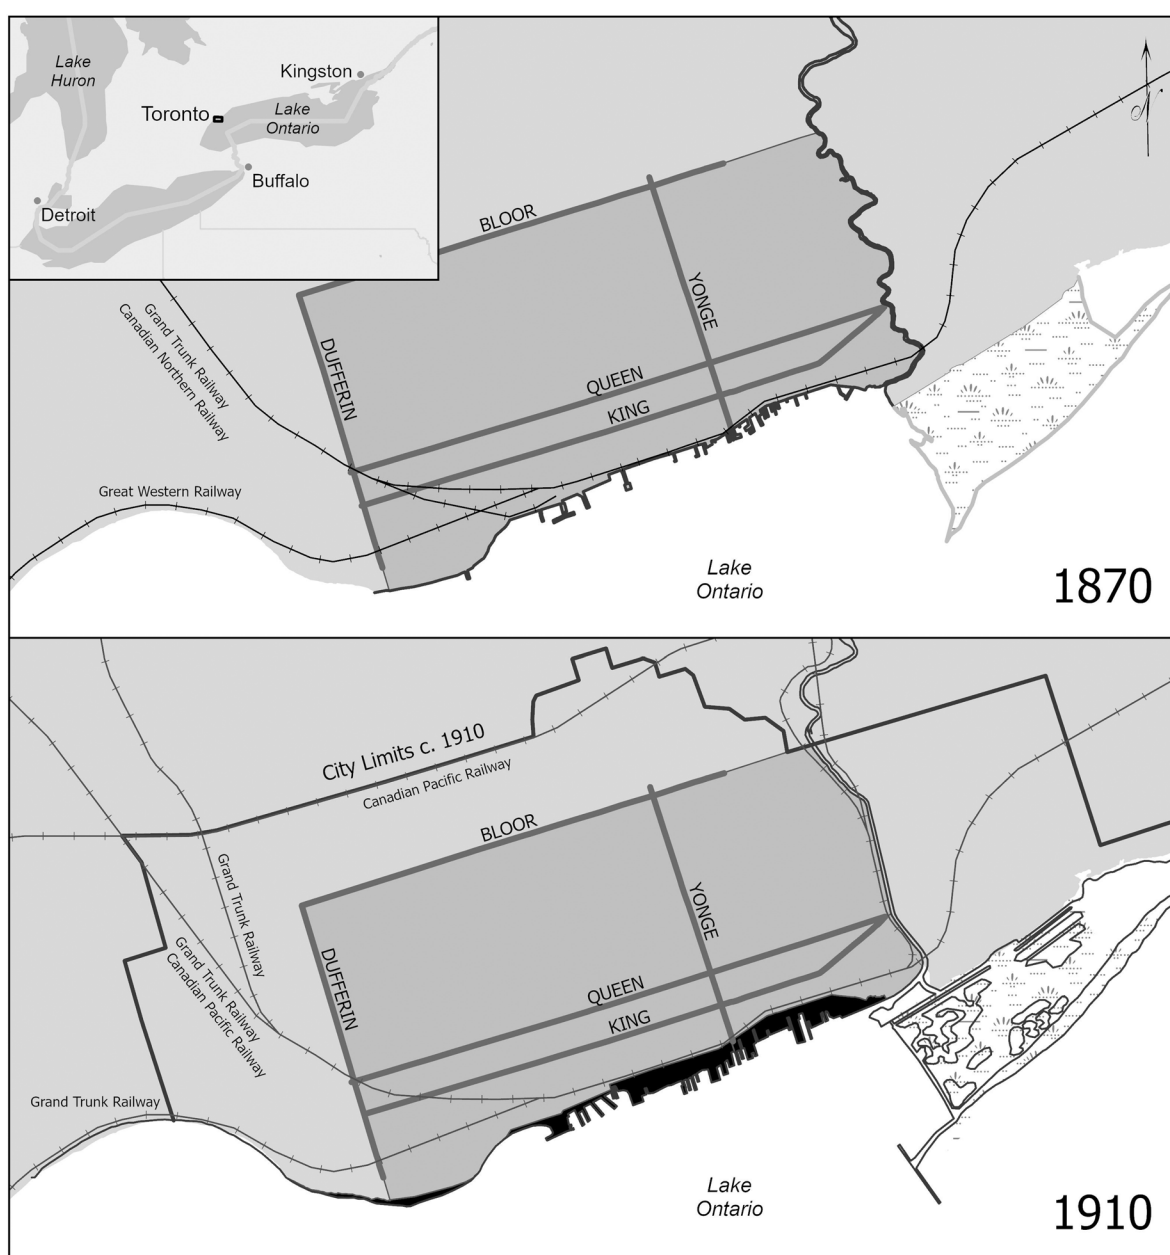 Lake
Huron
Kingston
Toronto
Lake
Ontario
Buffalo
Detroit
BLOOR
YONGE
Grand Trunk Railway
Canadian Northern Railway
DUFFERIN
QUEEN
KING
Great Western Railway
Lake
Ontario
1870
City Limits c. 1910
Canadian Pacific Railway
BLOOR
Grand Trunk Railway
YONGE
Grand Trunk Railway
Canadian Pacific Railway
DUFFERIN
QUEEN
KING
Grand Trunk Railway
Lake
Ontario
1910